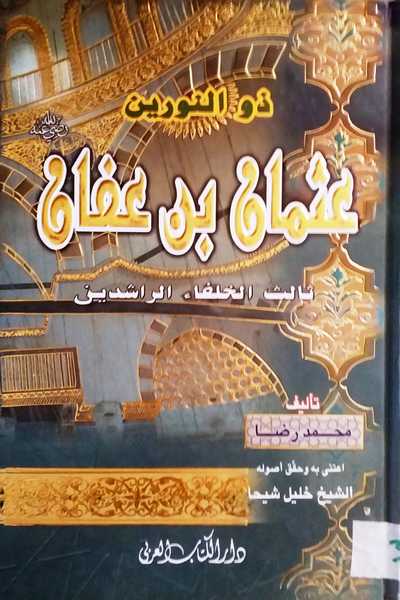 ذو النورين
رضي الله عنه
عثمان بن عفان
ثالث الخلفاء الراشدين
تأليف
محمد رضا
اعتنى به وحقق اصوله
الشيخ خليل شيحا
دار الكتاب العربي